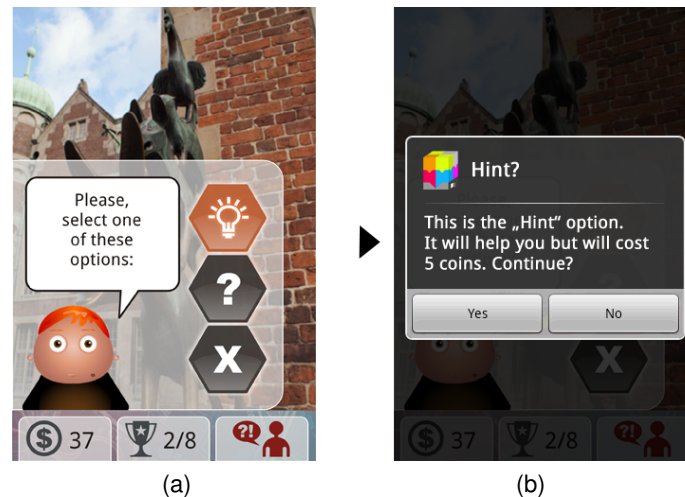 Please,
select one
of these
options:
?
X
37
2/8
?!
Hint?
This is the „Hint“ option.
It will help you but will cost
5 coins. Continue?
Yes
No
X
37
2/8
?!
(a)
(b)